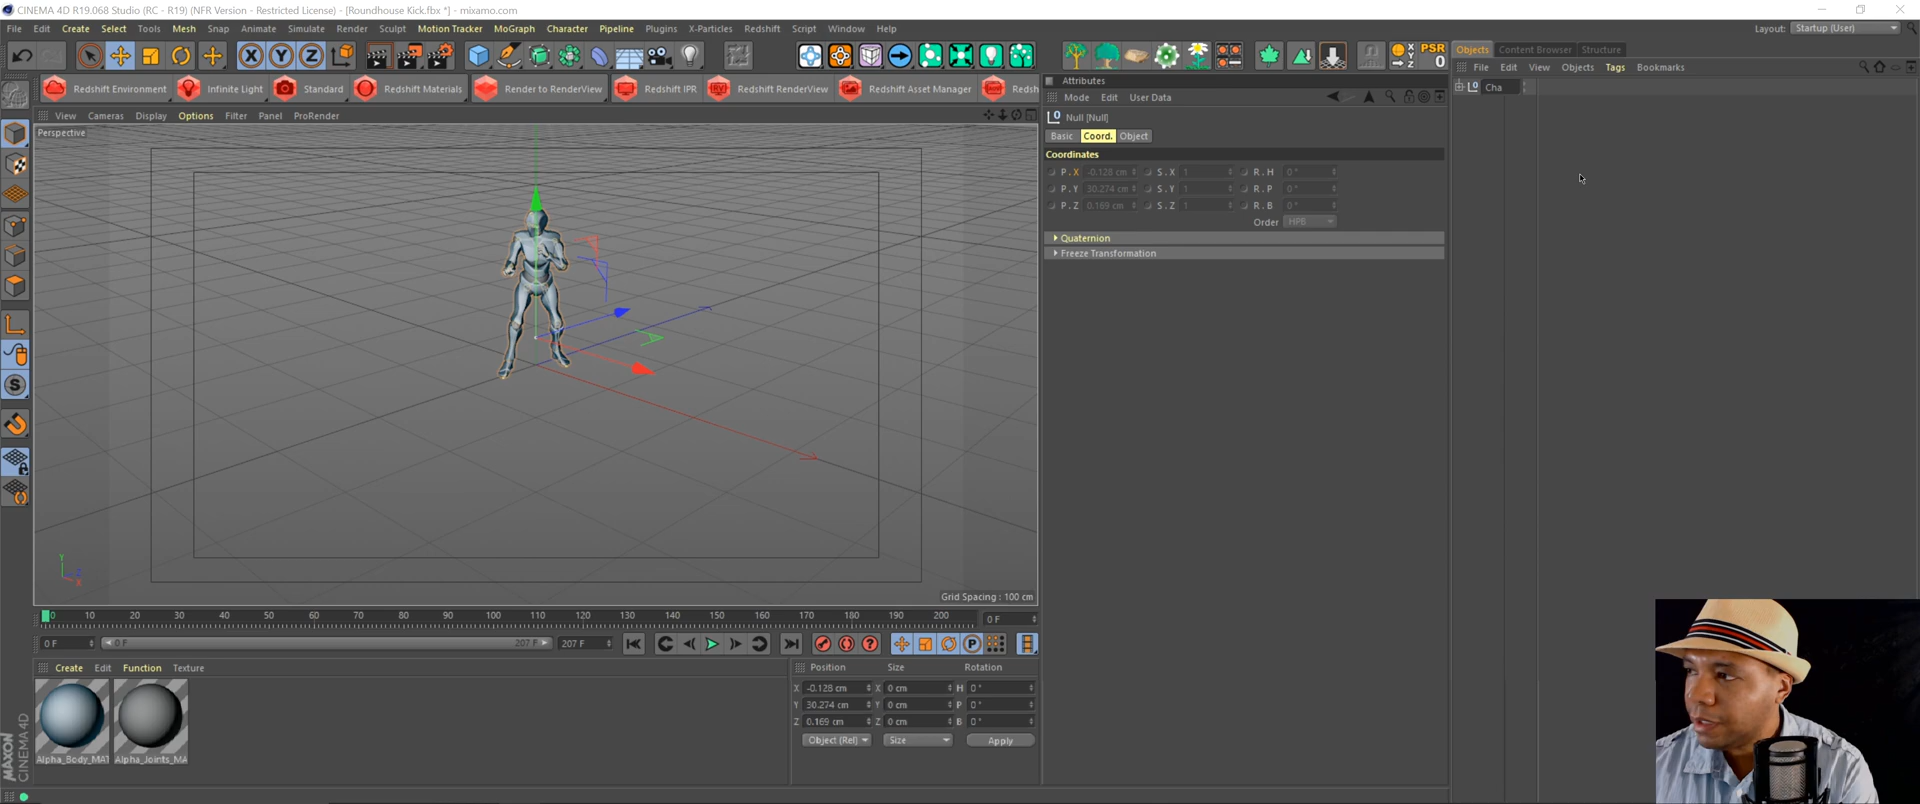 CINEMA 4D R19.068 Studio (RC - R19) (NFR Version - Restricted License) - [Roundhouse Kick.fbx *] - mixamo.com
File Edit Create Select Tools Mesh Snap Animate Simulate Render Sculpt Motion Tracker MoGraph Character Pipeline Plugins X-Particles Redshift Script Window Help
Layout: Startup (User)
X Y Z PSR
0
Objects Content Browser Structure
File Edit View Objects Tags Bookmarks
Cha
Redshift Environment Infinite Light Standard Redshift Materials Render to RenderView Redshift IPR Redshift RenderView Redshift Asset Manager Redsh
Attributes
Mode Edit User Data
Null [Null]
Basic Coord. Object
Coordinates
P . X -0.128 cm S . X 1 R . H 0 °
P . Y 30.274 cm S . Y 1 R . P 0 °
P . Z 0.169 cm S . Z 1 R . B 0 °
Order HPB
Quaternion
Freeze Transformation
View Cameras Display Options Filter Panel ProRender
Perspective
Y
Z
X
Grid Spacing : 100 cm
0 10 20 30 40 50 60 70 80 90 100 110 120 130 140 150 160 170 180 190 200 0 F
0 F 0 F 207 F 207 F
Create Edit Function Texture
Alpha_Body_MAT Alpha_Joints_MA
Position Size Rotation
X -0.128 cm X 0 cm H 0 °
Y 30.274 cm Y 0 cm P 0 °
Z 0.169 cm Z 0 cm B 0 °
Object (Rel) Size Apply
MAXON
CINEMA 4D